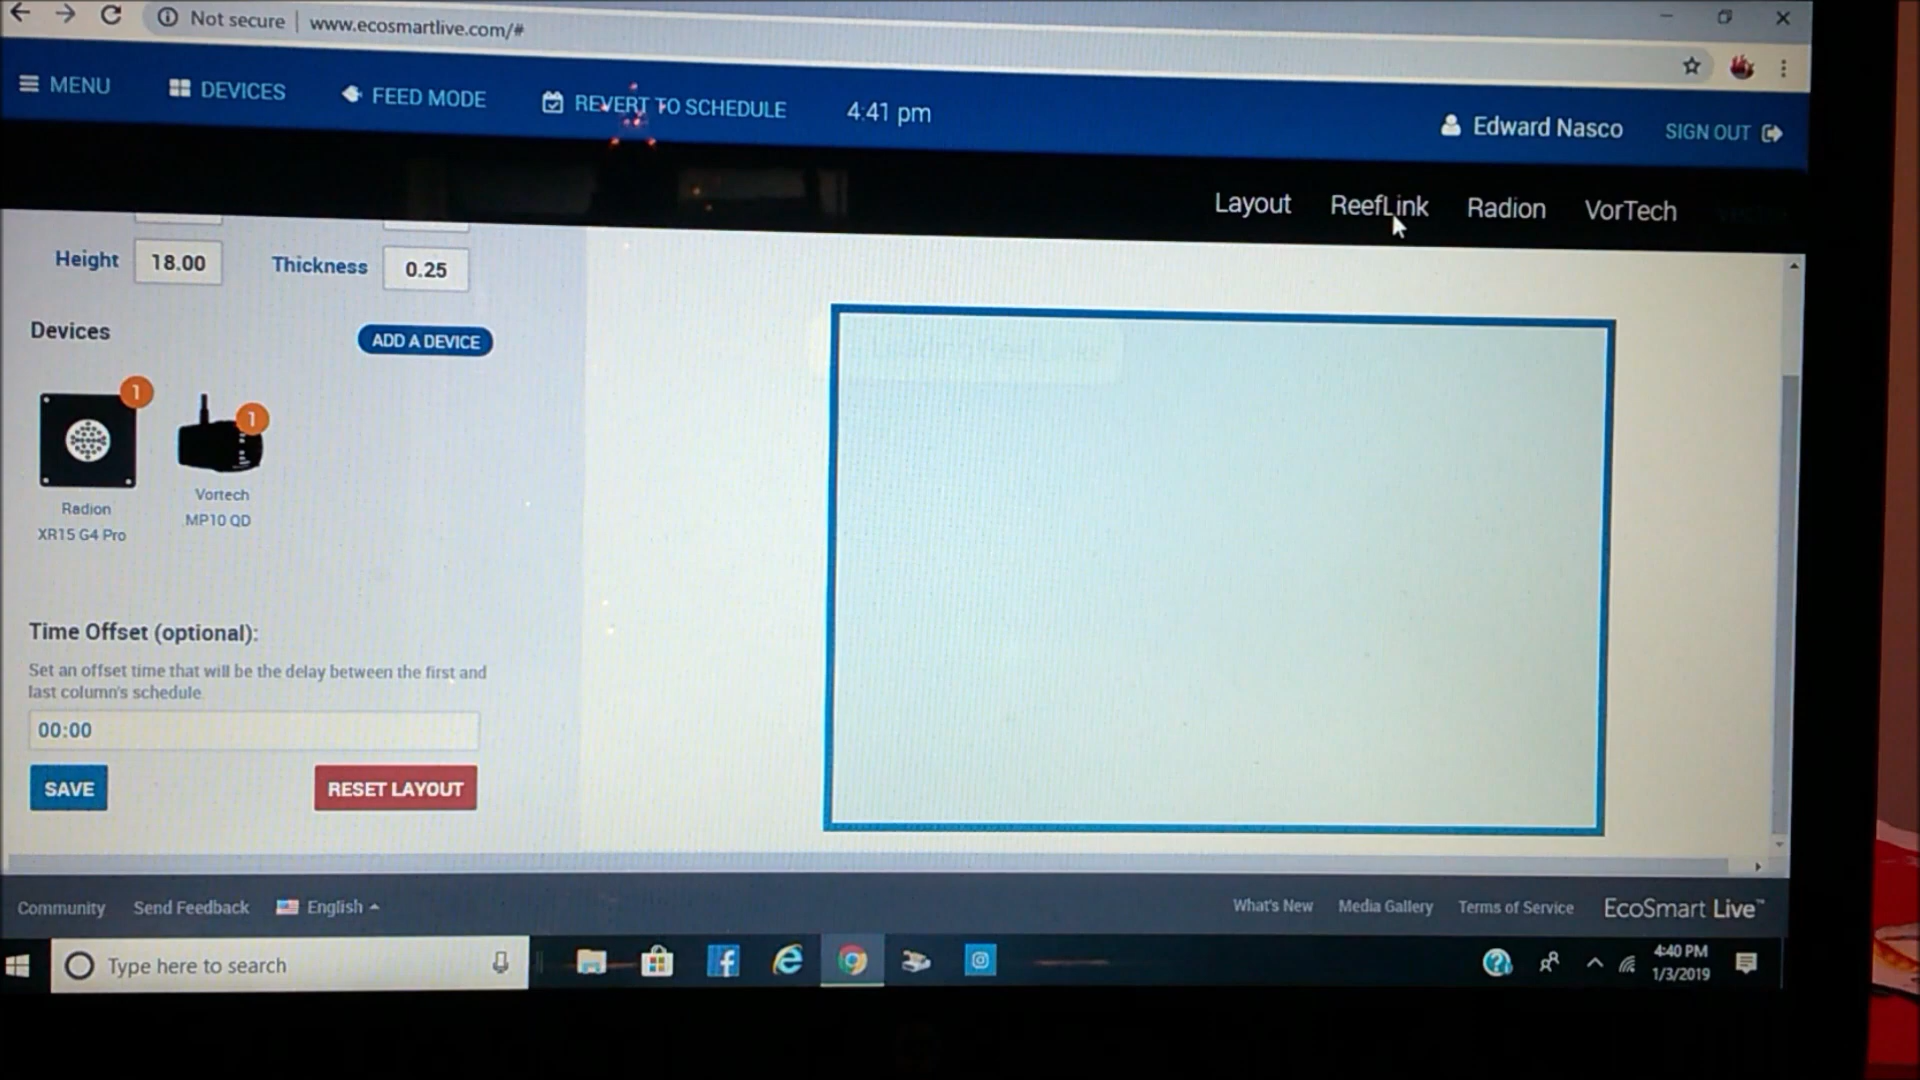 Not secure | www.ecosmartlive.com/#
MENU DEVICES FEED MODE REVERT TO SCHEDULE 4:41 pm Edward Nasco SIGN OUT
Layout ReefLink Radion VorTech
Height 18.00 Thickness 0.25
Devices ADD A DEVICE
1 1
Radion
XR15 G4 Pro
Vortech
MP10 QD
Time Offset (optional):
Set an offset time that will be the delay between the first and
last column's schedule
00:00
SAVE RESET LAYOUT
Community Send Feedback English What's New Media Gallery Terms of Service EcoSmart Live™
Type here to search
4:40 PM
1/3/2019